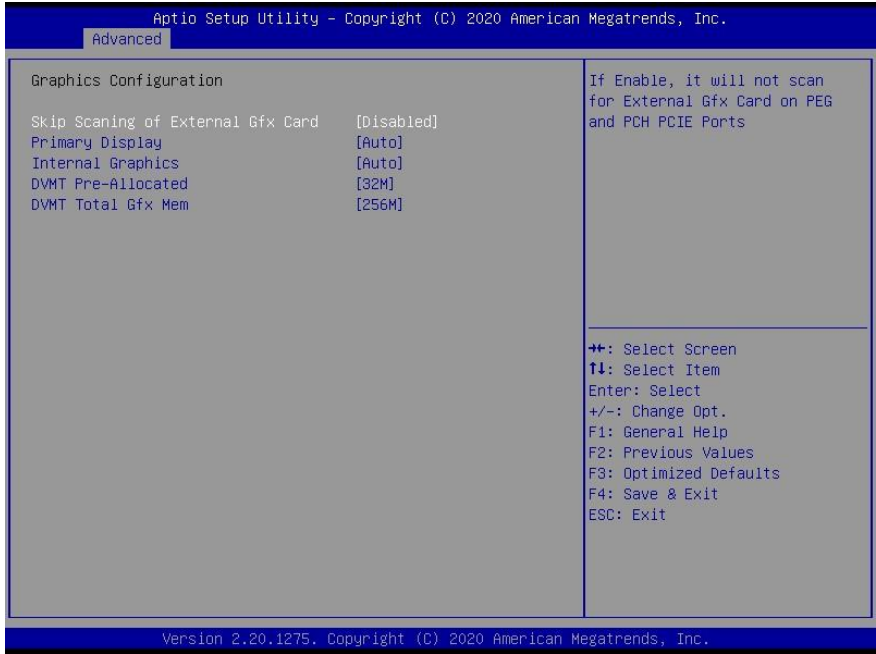 Aptio Setup Utility – Copyright (C) 2020 American Megatrends, Inc.
Advanced
Graphics Configuration
Skip Scaning of External Gfx Card [Disabled]
Primary Display [Auto]
Internal Graphics [Auto]
DVMT Pre-Allocated [32M]
DVMT Total Gfx Mem [256M]
If Enable, it will not scan
for External Gfx Card on PEG
and PCH PCIE Ports
→←: Select Screen
↑↓: Select Item
Enter: Select
+/-: Change Opt.
F1: General Help
F2: Previous Values
F3: Optimized Defaults
F4: Save & Exit
ESC: Exit
Version 2.20.1275. Copyright (C) 2020 American Megatrends, Inc.